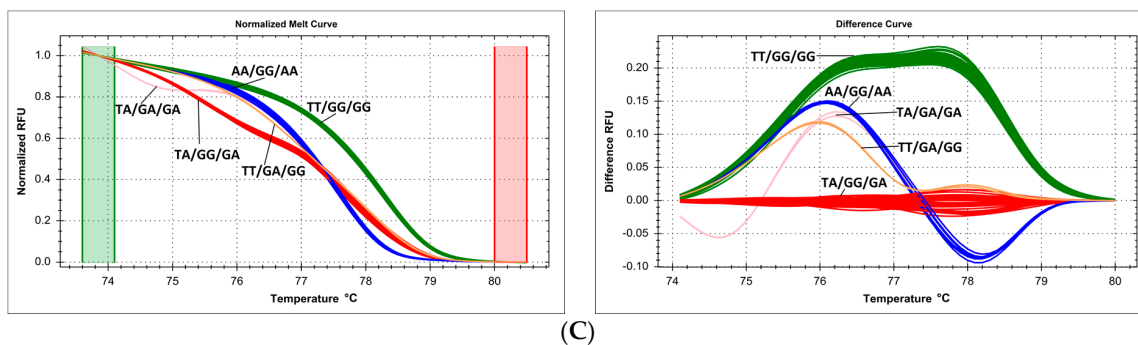 Normalized Melt Curve
Normalized RFU
1.0
0.8
0.6
0.4
0.2
0.0
AA/GG/AA
TT/GG/GG
TA/GA/GA
TA/GG/GA
TT/GA/GG
74 75 76 77 78 79 80
Temperature °C
Difference Curve
Difference RFU
0.20
0.15
0.10
0.05
0.00
-0.05
-0.10
TT/GG/GG
AA/GG/AA
TA/GA/GA
TT/GA/GG
TA/GG/GA
74 75 76 77 78 79 80
Temperature °C
(C)